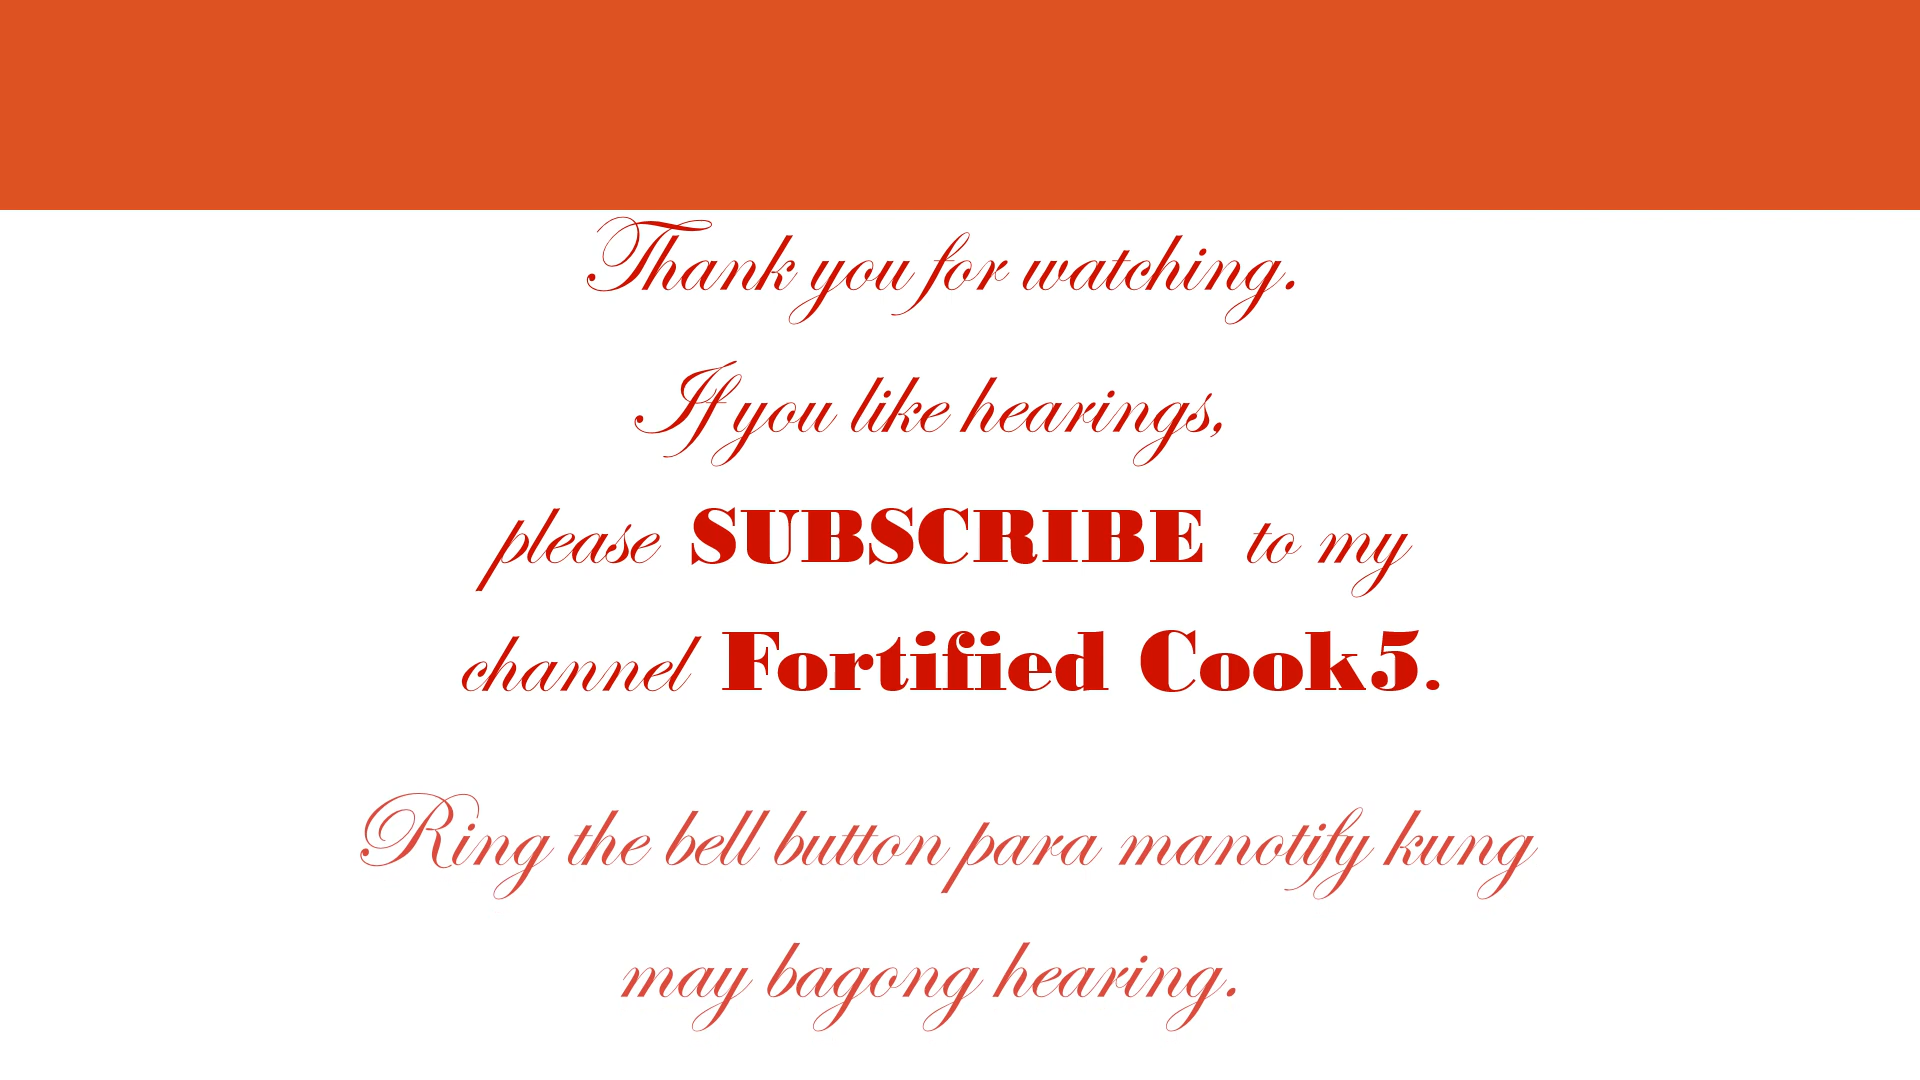 Thank you for watching.
If you like hearings,
please SUBSCRIBE to my
channel Fortified Cook5.
Ring the bell button para manotify kung
may bagong hearing.